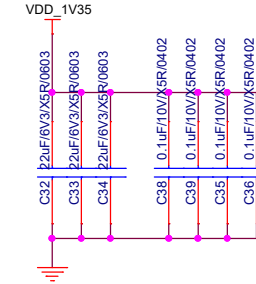 VDD_1V35
C32 22uF/6V3/X5R/0603
C33 22uF/6V3/X5R/0603
C34 22uF/6V3/X5R/0603
C38 0.1uF/10V/X5R/0402
C39 0.1uF/10V/X5R/0402
C35 0.1uF/10V/X5R/0402
C36 0.1uF/10V/X5R/0402